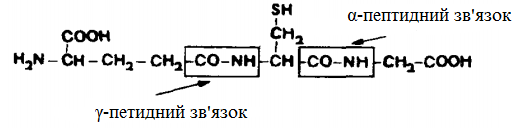 SH
α-пептидний зв'язок
COOH
CH₂
H₂N–CH–CH₂–CH₂–CO–NH–CH–CO–NH–CH₂–COOH
γ-петидний зв'язок